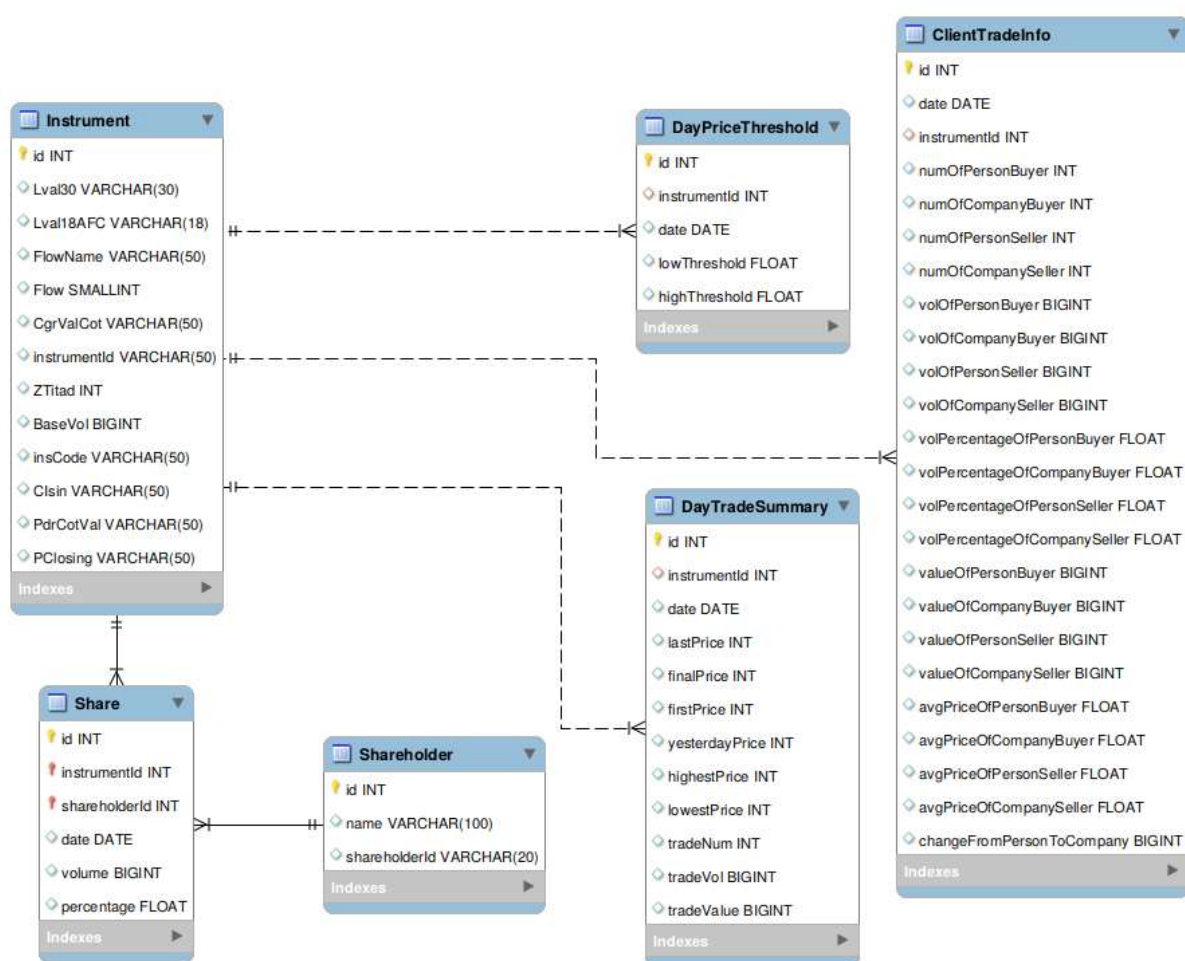 Instrument
id INT
Lval30 VARCHAR(30)
Lval18AFC VARCHAR(18)
FlowName VARCHAR(50)
Flow SMALLINT
CgrValCot VARCHAR(50)
instrumentId VARCHAR(50)
ZTitad INT
BaseVol BIGINT
insCode VARCHAR(50)
CIsin VARCHAR(50)
PdrCotVal VARCHAR(50)
PClosing VARCHAR(50)
Indexes
Share
id INT
instrumentId INT
shareholderId INT
date DATE
volume BIGINT
percentage FLOAT
Indexes
Shareholder
id INT
name VARCHAR(100)
shareholderId VARCHAR(20)
Indexes
DayPriceThreshold
id INT
instrumentId INT
date DATE
lowThreshold FLOAT
highThreshold FLOAT
Indexes
DayTradeSummary
id INT
instrumentId INT
date DATE
lastPrice INT
finalPrice INT
firstPrice INT
yesterdayPrice INT
highestPrice INT
lowestPrice INT
tradeNum INT
tradeVol BIGINT
tradeValue BIGINT
Indexes
ClientTradeInfo
id INT
date DATE
instrumentId INT
numOfPersonBuyer INT
numOfCompanyBuyer INT
numOfPersonSeller INT
numOfCompanySeller INT
volOfPersonBuyer BIGINT
volOfCompanyBuyer BIGINT
volOfPersonSeller BIGINT
volOfCompanySeller BIGINT
volPercentageOfPersonBuyer FLOAT
volPercentageOfCompanyBuyer FLOAT
volPercentageOfPersonSeller FLOAT
volPercentageOfCompanySeller FLOAT
valueOfPersonBuyer BIGINT
valueOfCompanyBuyer BIGINT
valueOfPersonSeller BIGINT
valueOfCompanySeller BIGINT
avgPriceOfPersonBuyer FLOAT
avgPriceOfCompanyBuyer FLOAT
avgPriceOfPersonSeller FLOAT
avgPriceOfCompanySeller FLOAT
changeFromPersonToCompany BIGINT
Indexes